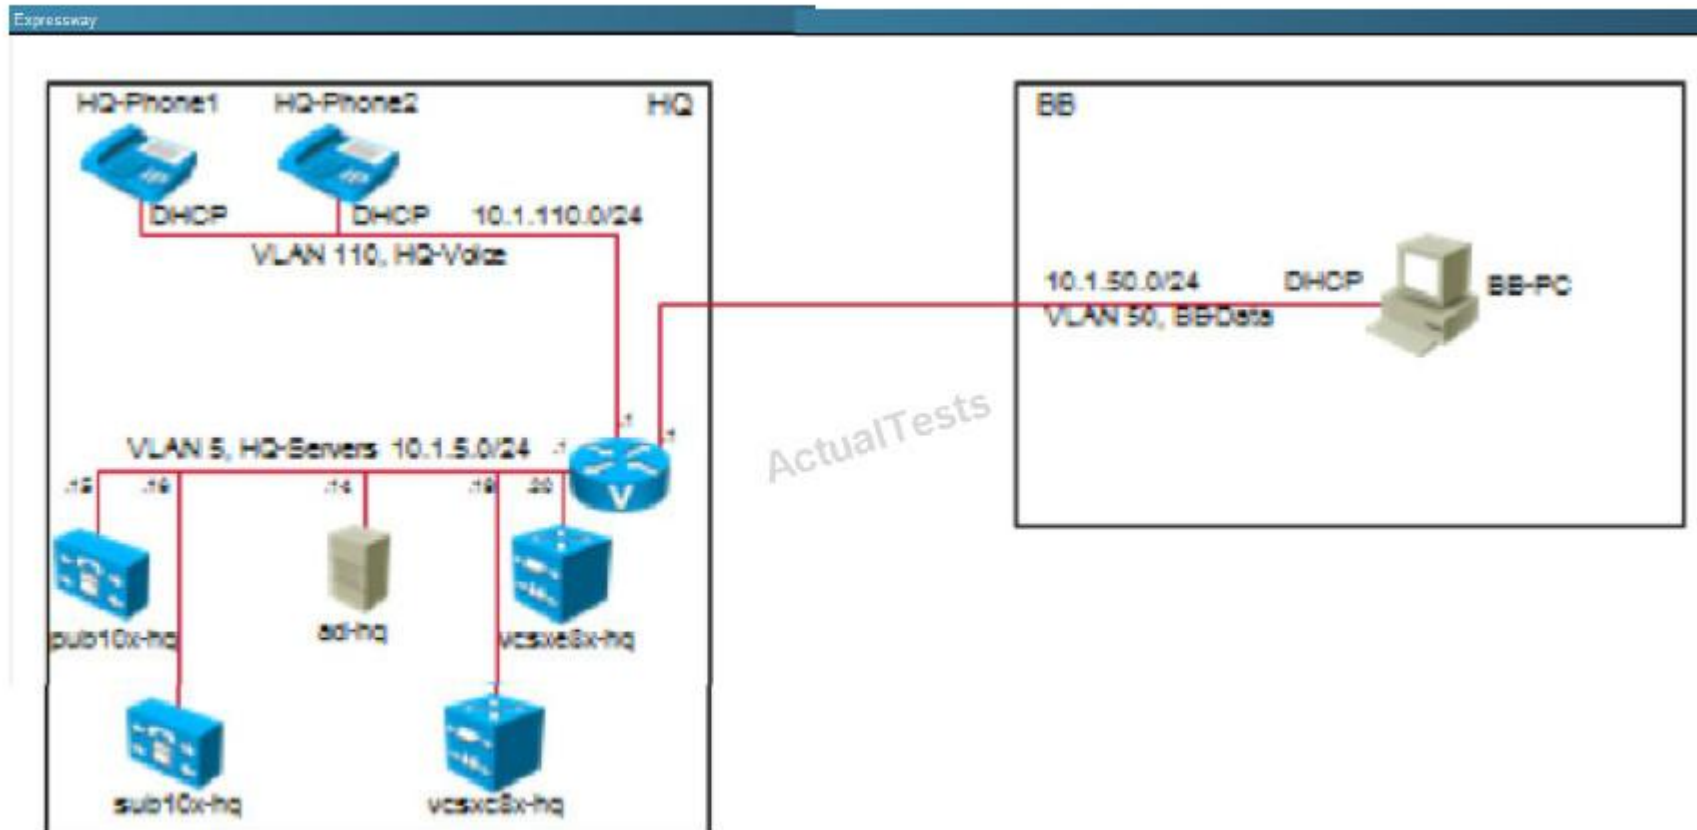 Expressway
HQ-Phone1
HQ-Phone2
HQ
DHCP
DHCP
10.1.110.0/24
VLAN 110, HQ-Voice
BB
10.1.50.0/24
DHCP
BB-PC
VLAN 50, BB-Data
ActualTests
.1
.1
VLAN 5, HQ-Servers 10.1.5.0/24
.1
.15
.16
.14
.20
V
pub10x-hq
ad-hq
vcsxe8x-hq
sub10x-hq
vcsxc8x-hq